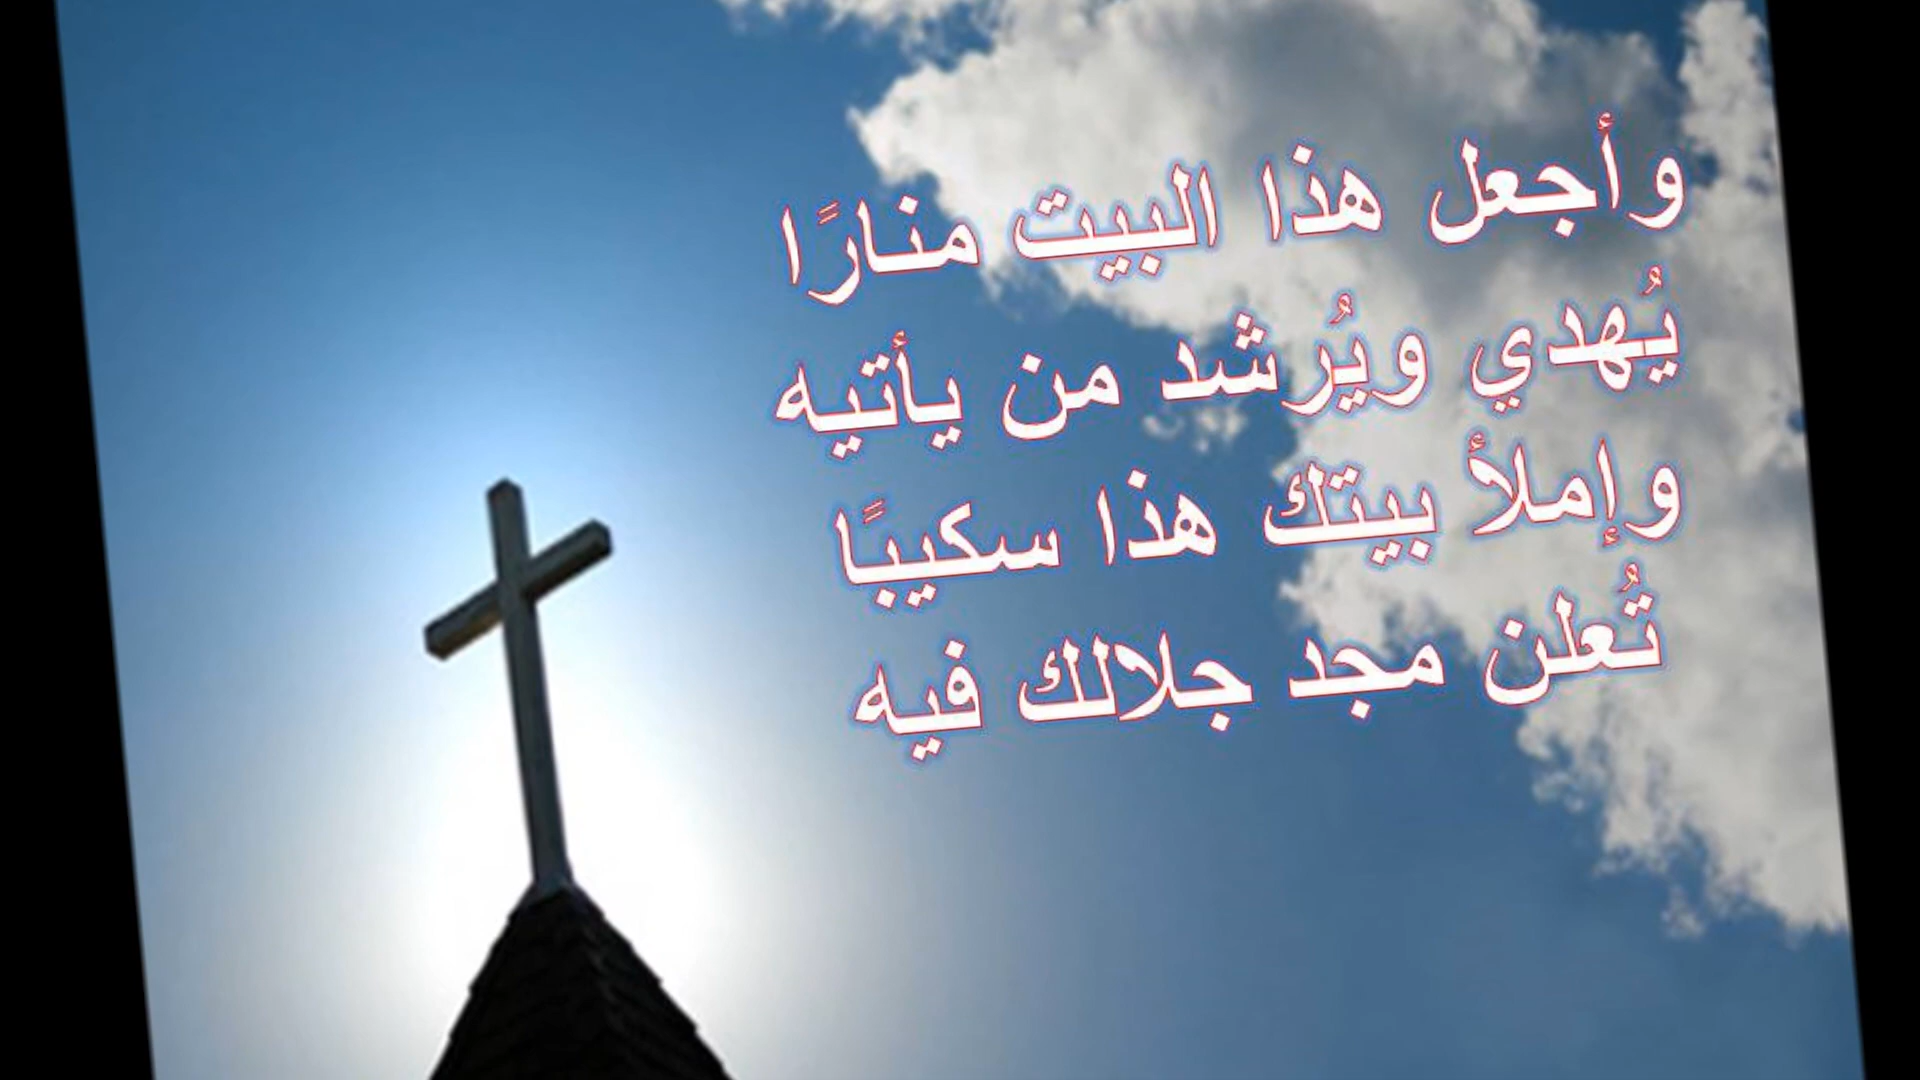 وأجعل هذا البيت منارًا
يُهدي ويُرشد من يأتيه
وإملأ بيتك هذا سكيبًا
تُعلن مجد جلالك فيه